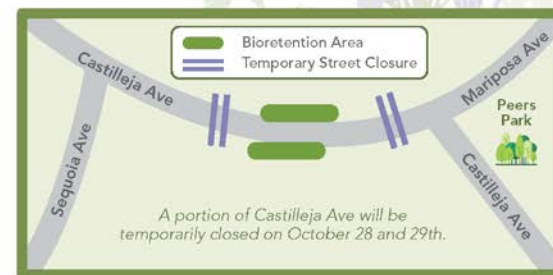 Bioretention Area
Temporary Street Closure
Castilleja Ave
Mariposa Ave
Peers
Park
Sequoia Ave
Castilleja Ave
A portion of Castilleja Ave will be
temporarily closed on October 28 and 29th.